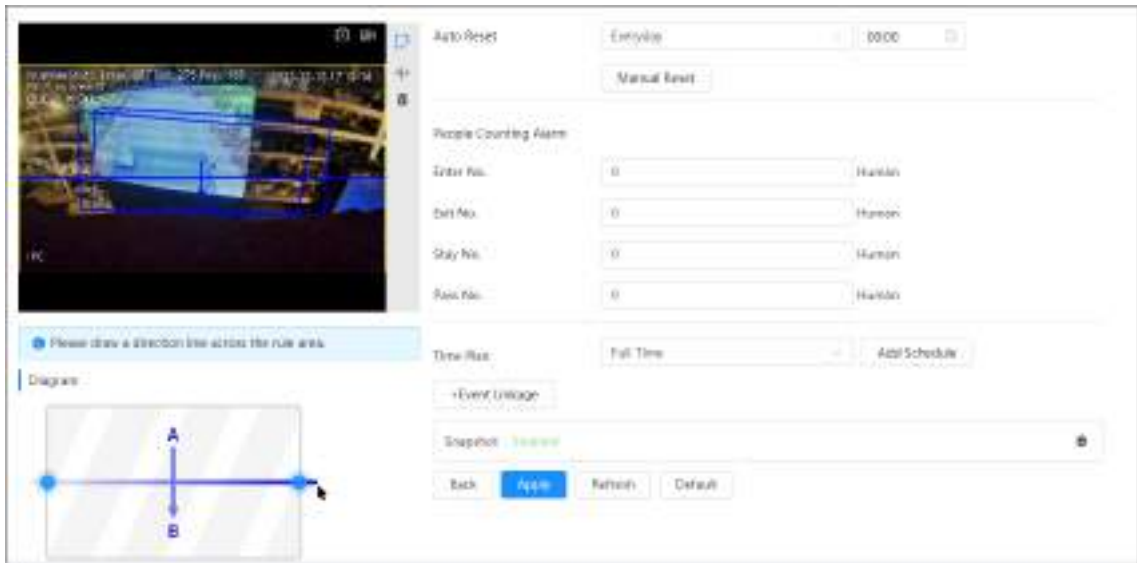 Auto Reset
Everyday
00:00
Manual Reset
People Counting Alarm
Enter No.
0
Human
Exit No.
0
Human
Stay No.
0
Human
Pass No.
0
Human
IPC
Please draw a direction line across the rule area.
Time Plan
Full Time
Add Schedule
Diagram
+Event Linkage
A
Snapshot
B
Back
Apply
Refresh
Default